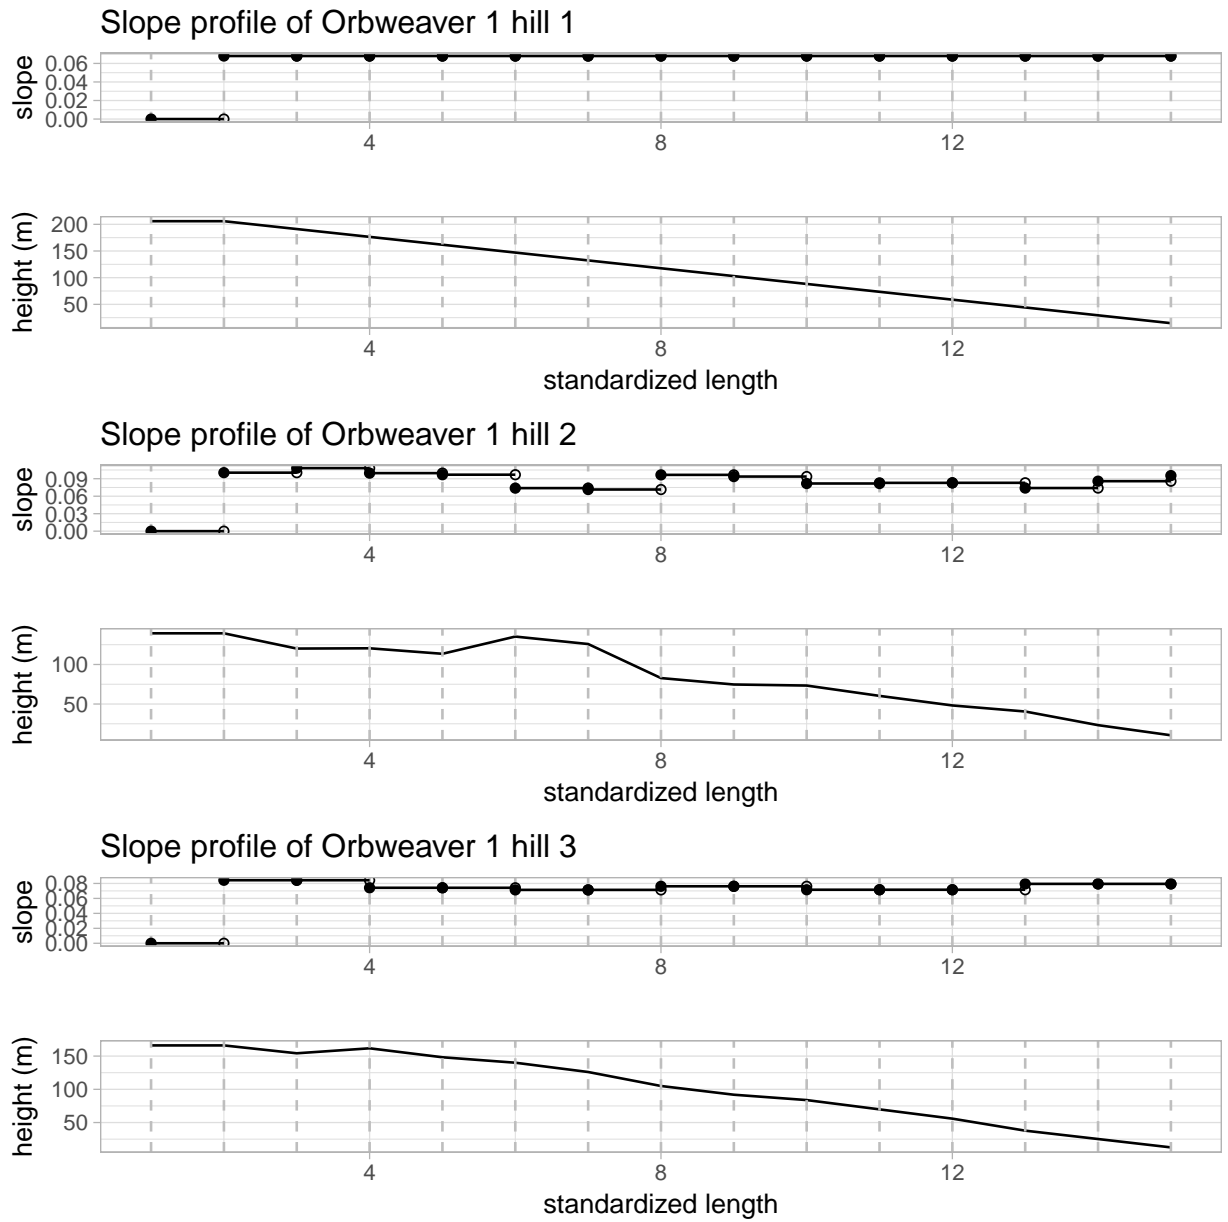 Slope profile of Orbweaver 1 hill 1
slope
0.06
0.04
0.02
0.00
4 8 12
height (m)
200
150
100
50
4 8 12
standardized length
Slope profile of Orbweaver 1 hill 2
slope
0.09
0.06
0.03
0.00
4 8 12
height (m)
100
50
4 8 12
standardized length
Slope profile of Orbweaver 1 hill 3
slope
0.08
0.06
0.04
0.02
0.00
4 8 12
height (m)
150
100
50
4 8 12
standardized length